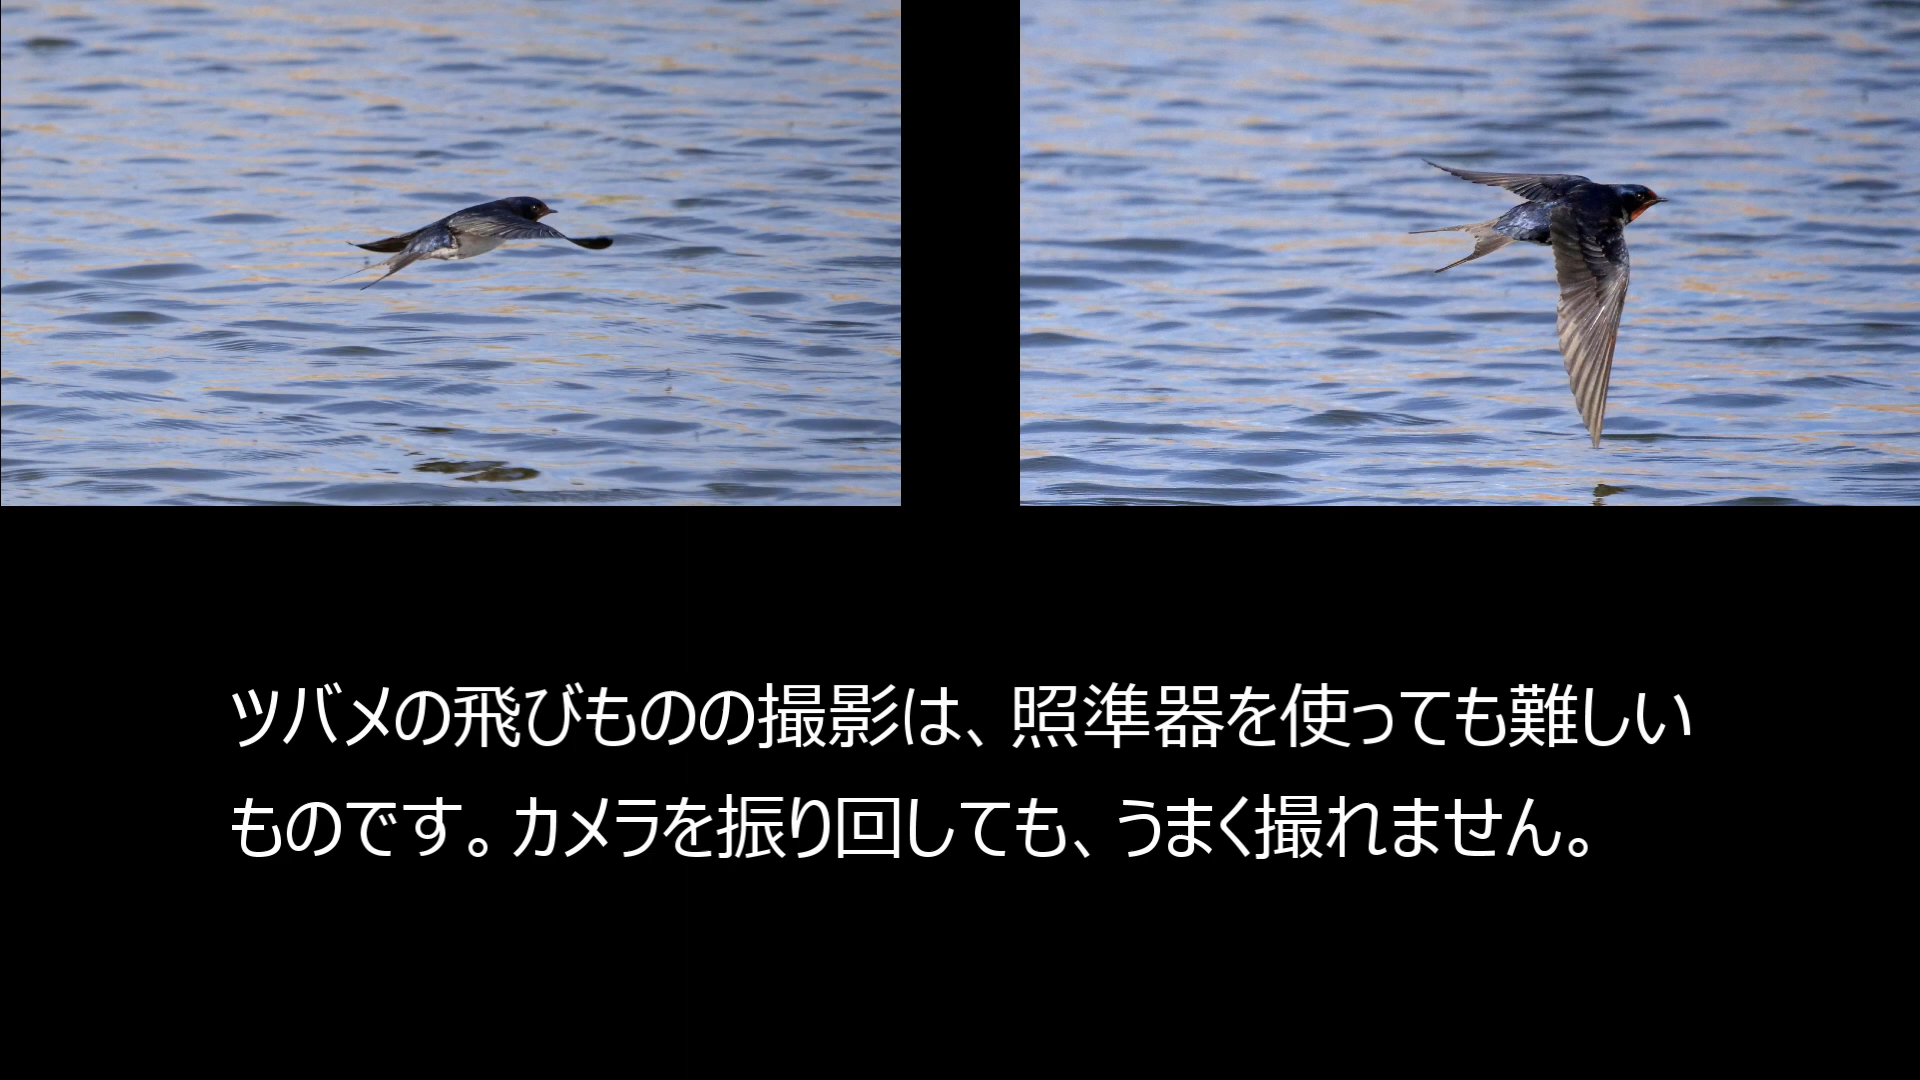 ツバメの飛びものの撮影は、照準器を使っても難しい
ものです。カメラを振り回しても、うまく撮れません。